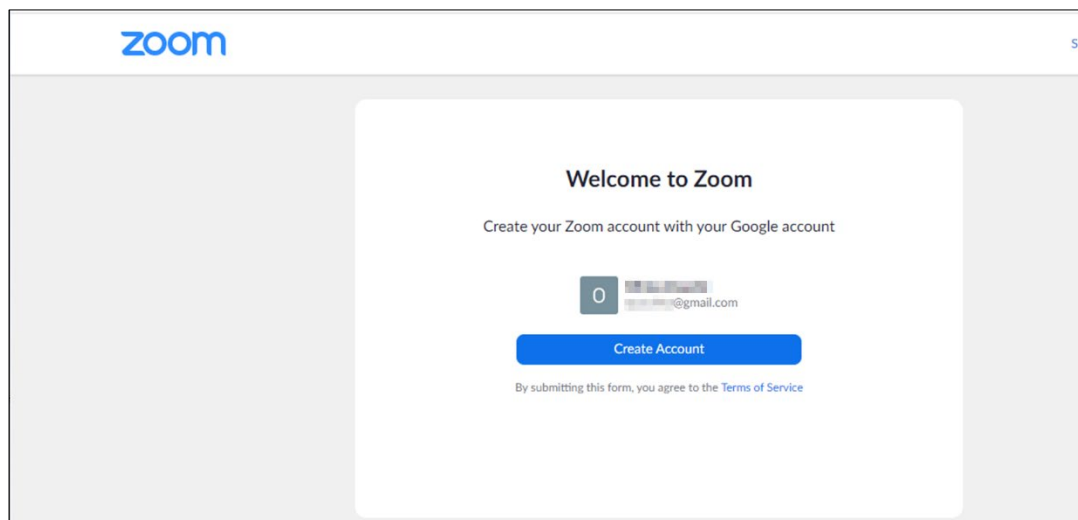 zoom
S
Welcome to Zoom
Create your Zoom account with your Google account
O
@gmail.com
Create Account
By submitting this form, you agree to the Terms of Service